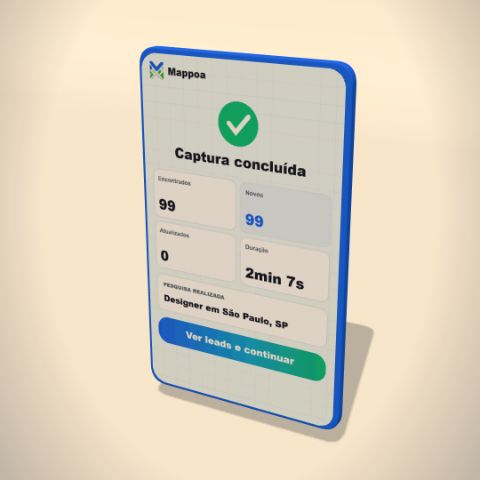 Mappoa
Captura concluída
Encontrados
99
Novos
99
Atualizados
0
Duração
2min 7s
PESQUISA REALIZADA
Designer em São Paulo, SP
Ver leads e continuar